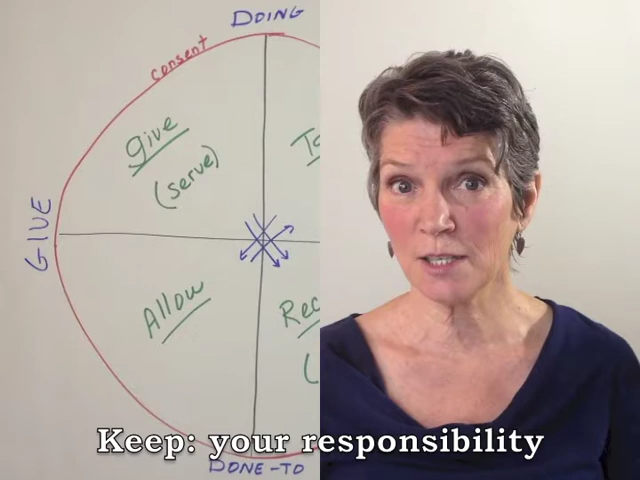 DOING
consent
Give
(serve)
GIVE
Allow
DONE-TO
Keep: your responsibility